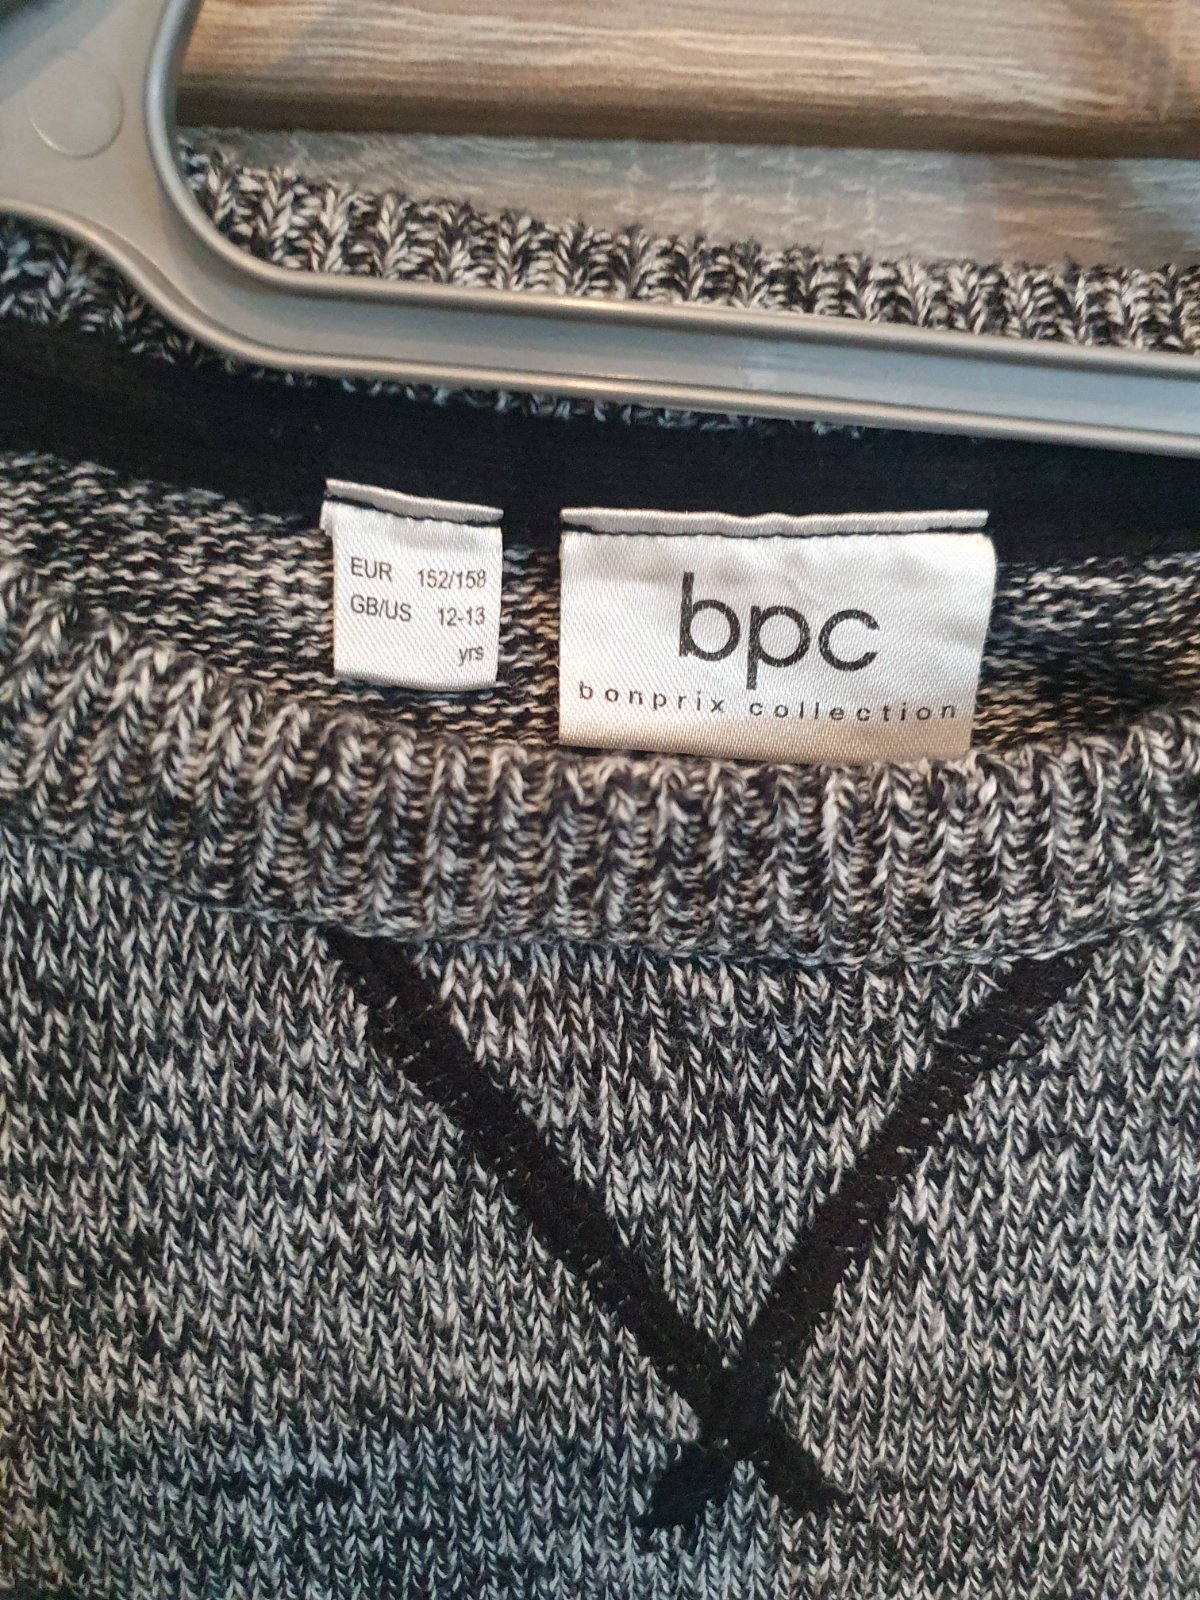 EUR 152/158
GB/US 12-13
yrs
bpc
bonprix collection